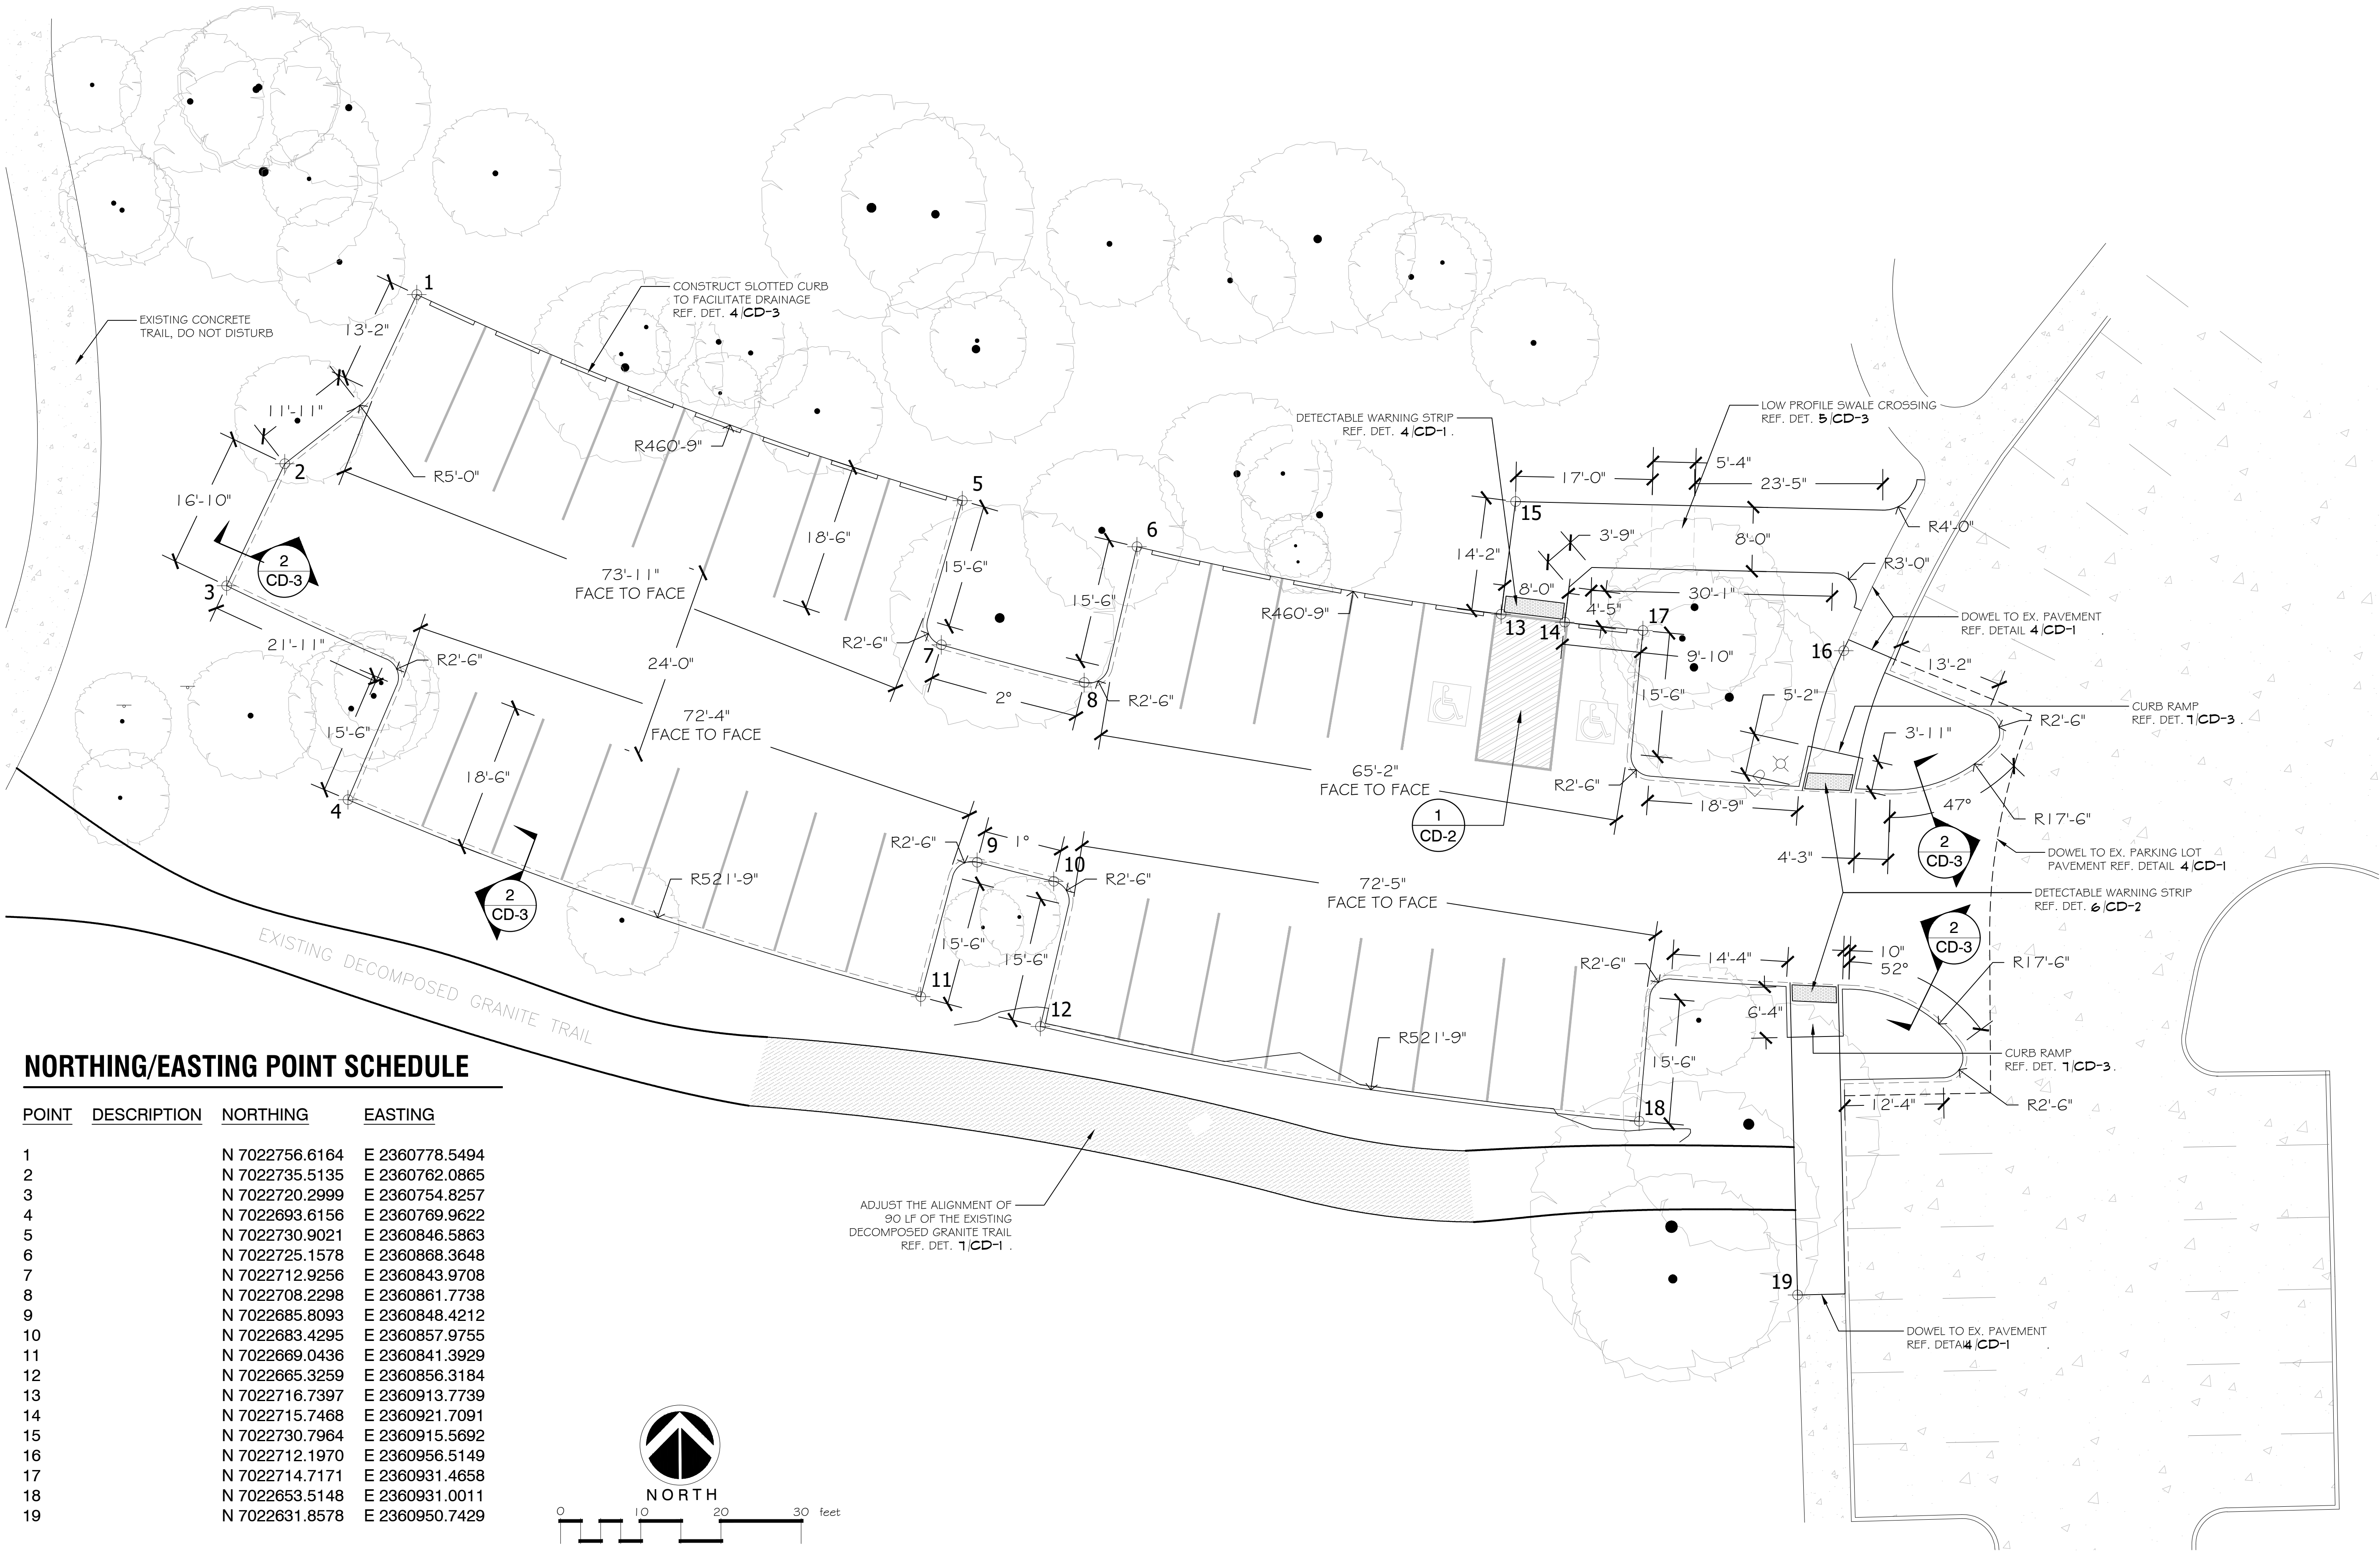 1
CONSTRUCT SLOTTED CURB
TO FACILITATE DRAINAGE
REF. DET. 4/CD-3
EXISTING CONCRETE
TRAIL, DO NOT DISTURB
13'-2"
11'-11"
R460'-9"
R5'-0"
2
16'-10"
2
CD-3
3
21'-11"
R2'-6"
15'-6"
4
73'-11"
FACE TO FACE
18'-6"
5
15'-6"
R2'-6"
7
2°
8
R2'-6"
15'-6"
6
24'-0"
72'-4"
FACE TO FACE
18'-6"
R521'-9"
2
CD-3
R2'-6"
9
1°
10
R2'-6"
15'-6"
15'-6"
11
12
DETECTABLE WARNING STRIP
REF. DET. 4/CD-1 .
LOW PROFILE SWALE CROSSING
REF. DET. 5/CD-3
17'-0"
5'-4"
23'-5"
15
R4'-0"
14'-2"
3'-9"
8'-0"
R3'-0"
8'-0"
4'-5"
30'-1"
R460'-9"
13
14
17
9'-10"
16
DOWEL TO EX. PAVEMENT
REF. DETAIL 4/CD-1 .
13'-2"
15'-6"
5'-2"
CURB RAMP
REF. DET. 7/CD-3 .
R2'-6"
3'-11"
65'-2"
FACE TO FACE
R2'-6"
18'-9"
1
CD-2
47°
R17'-6"
4'-3"
2
CD-3
DOWEL TO EX. PARKING LOT
PAVEMENT REF. DETAIL 4/CD-1
DETECTABLE WARNING STRIP
REF. DET. 6/CD-2
72'-5"
FACE TO FACE
2
CD-3
R2'-6"
14'-4"
10"
52°
R17'-6"
6'-4"
R521'-9"
15'-6"
CURB RAMP
REF. DET. 7/CD-3.
18
12'-4"
R2'-6"
EXISTING DECOMPOSED GRANITE TRAIL
ADJUST THE ALIGNMENT OF
90 LF OF THE EXISTING
DECOMPOSED GRANITE TRAIL
REF. DET. 7/CD-1 .
19
DOWEL TO EX. PAVEMENT
REF. DETAIL 4/CD-1 .
NORTHING/EASTING POINT SCHEDULE
POINT DESCRIPTION NORTHING EASTING
1 N 7022756.6164 E 2360778.5494
2 N 7022735.5135 E 2360762.0865
3 N 7022720.2999 E 2360754.8257
4 N 7022693.6156 E 2360769.9622
5 N 7022730.9021 E 2360846.5863
6 N 7022725.1578 E 2360868.3648
7 N 7022712.9256 E 2360843.9708
8 N 7022708.2298 E 2360861.7738
9 N 7022685.8093 E 2360848.4212
10 N 7022683.4295 E 2360857.9755
11 N 7022669.0436 E 2360841.3929
12 N 7022665.3259 E 2360856.3184
13 N 7022716.7397 E 2360913.7739
14 N 7022715.7468 E 2360921.7091
15 N 7022730.7964 E 2360915.5692
16 N 7022712.1970 E 2360956.5149
17 N 7022714.7171 E 2360931.4658
18 N 7022653.5148 E 2360931.0011
19 N 7022631.8578 E 2360950.7429
NORTH
0 10 20 30 feet